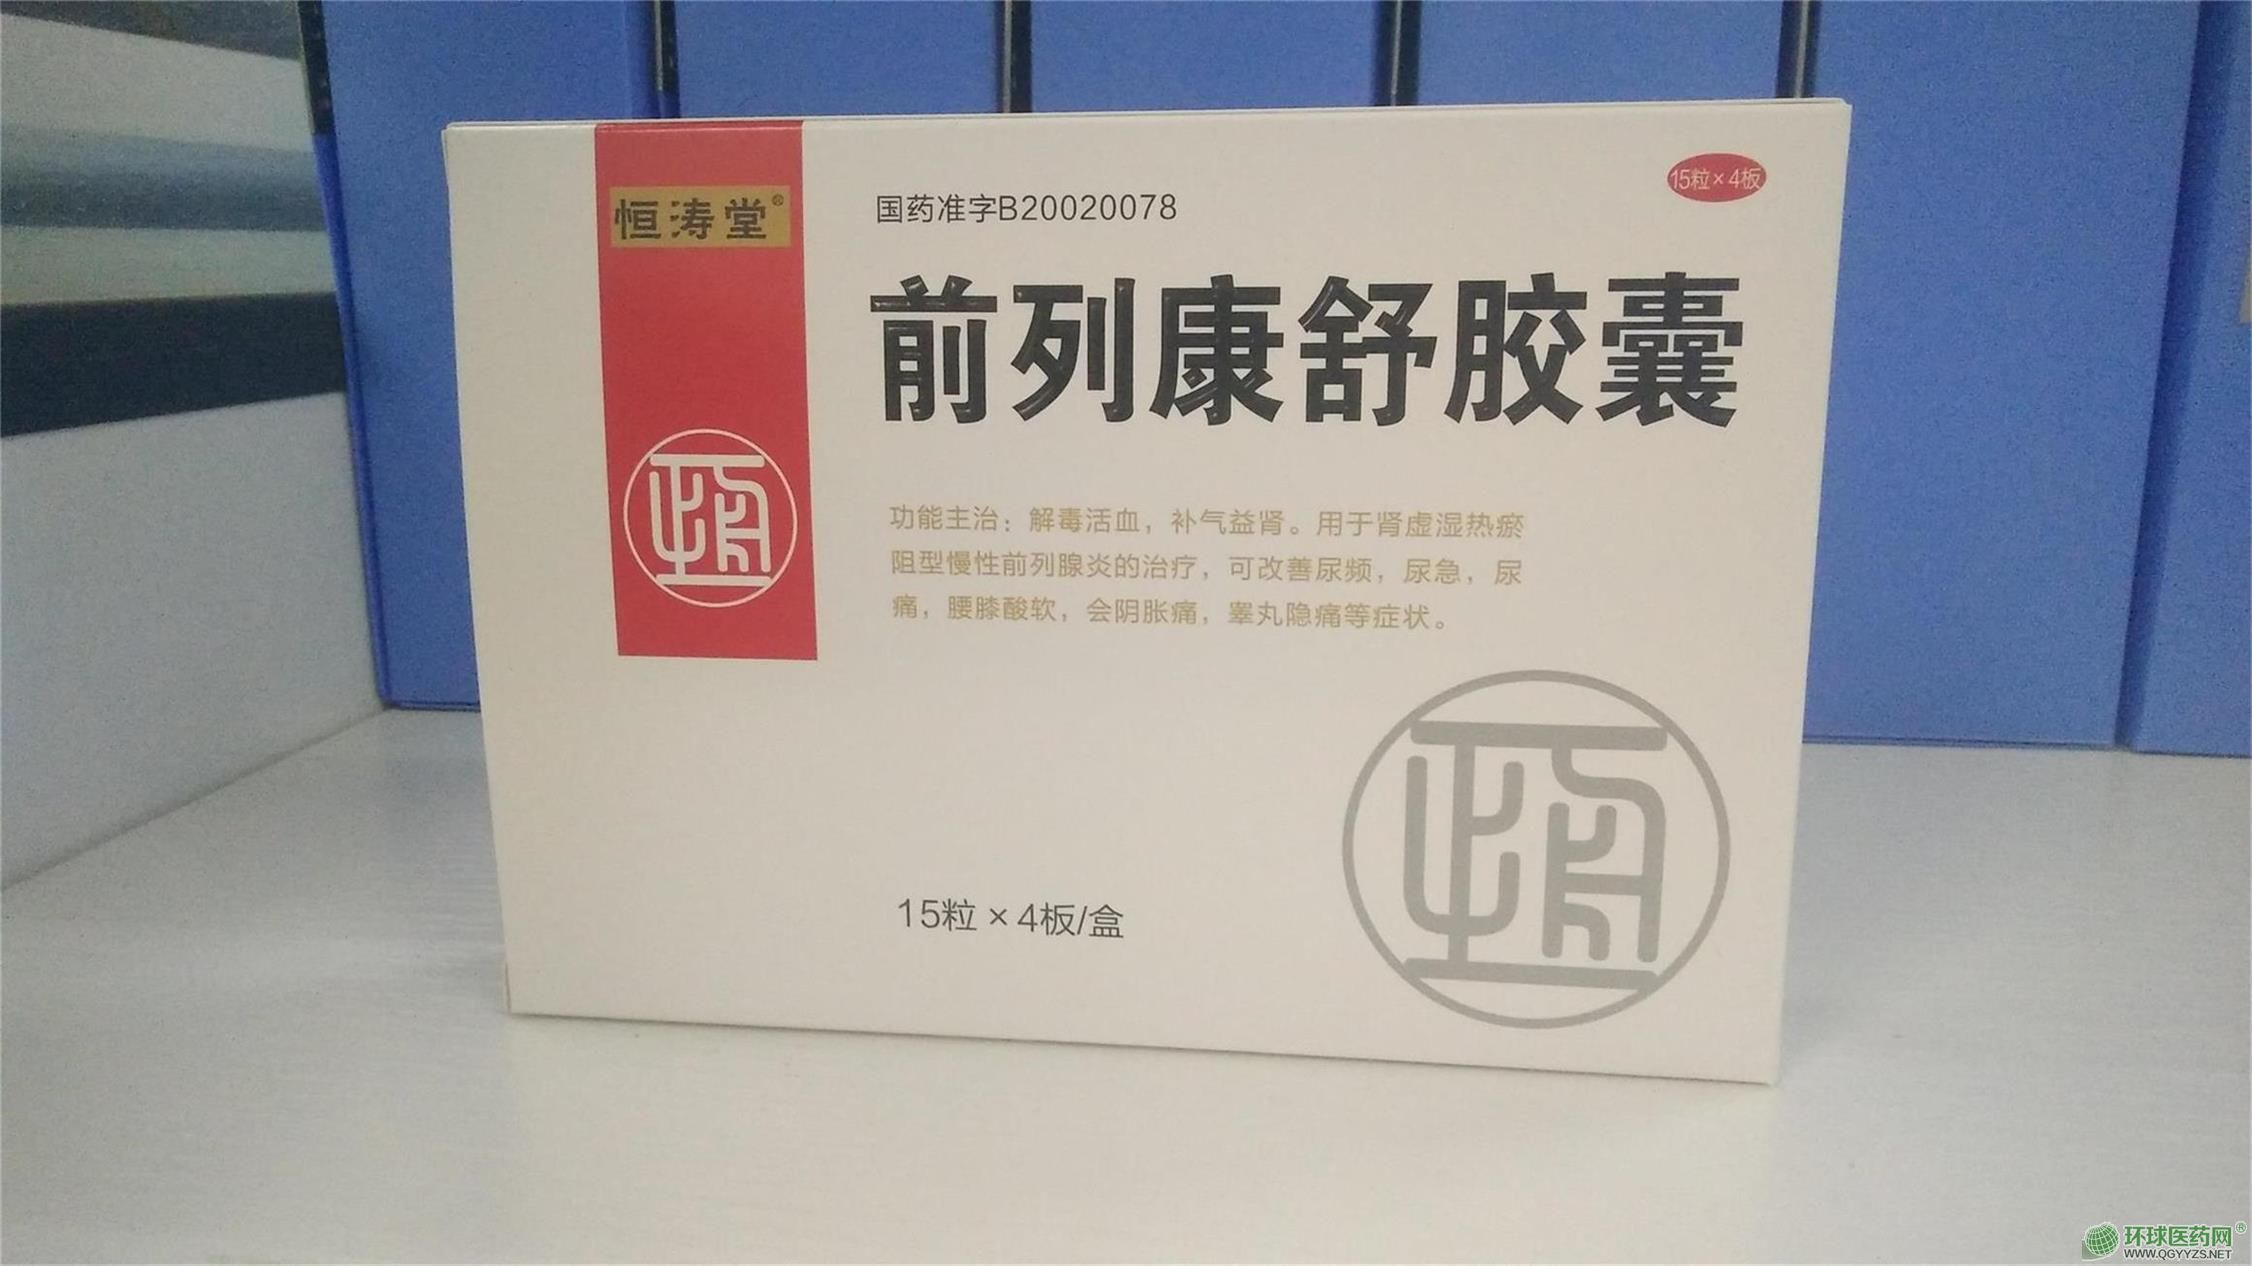 恒涛堂®
国药准字B20020078
15粒×4板
前列康舒胶囊
功能主治：解毒活血，补气益肾。用于肾虚湿热瘀
阻型慢性前列腺炎的治疗，可改善尿频，尿急，尿
痛，腰膝酸软，会阴胀痛，睾丸隐痛等症状。
15粒×4板/盒
环球医药网®
WWW.QGYYZS.NET